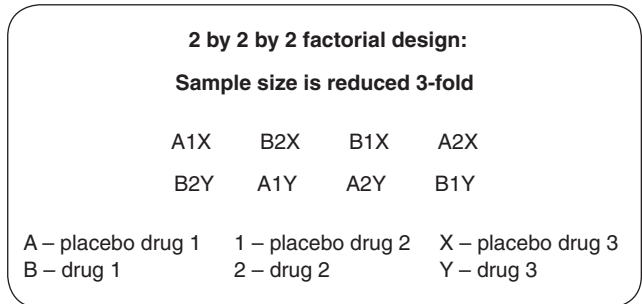 2 by 2 by 2 factorial design:
Sample size is reduced 3-fold
A1X B2X B1X A2X
B2Y A1Y A2Y B1Y
A – placebo drug 1 1 – placebo drug 2 X – placebo drug 3
B – drug 1 2 – drug 2 Y – drug 3